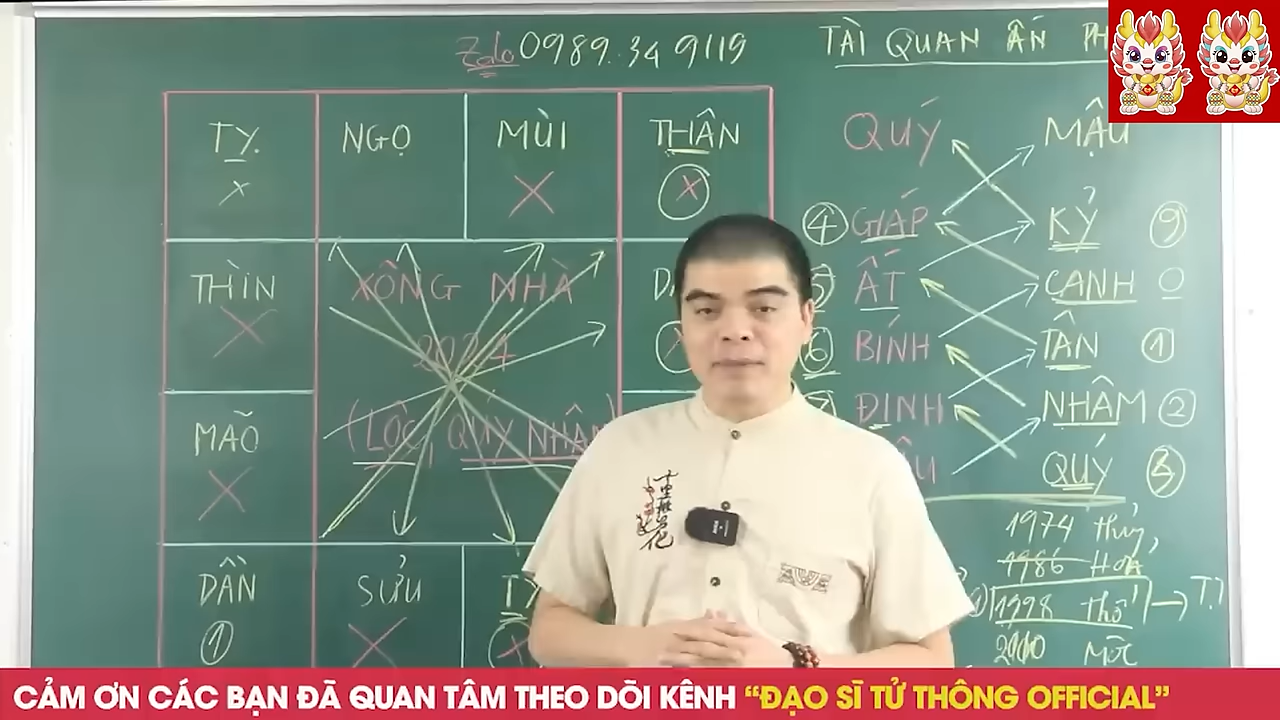 Zalo 0989.34 9119
TÀI QUAN ẤN
TỴ. NGỌ MÙI THÂN
QUÝ MẬU
④ GIÁP KỶ ⑨
THÌN XÔNG NHÀ
ẤT CANH 0
2024
⑥ BÍNH TÂN ①
MÃO (LỘC, QUÝ NHÂN
ĐINH NHÂM ②
QUÝ ③
1974 thủy,
1986 Hỏa
DẦN SỬU
① 1998 thổ → T.
①
2010 Mộc
CẢM ƠN CÁC BẠN ĐÃ QUAN TÂM THEO DÕI KÊNH “ĐẠO SĨ TỬ THÔNG OFFICIAL”